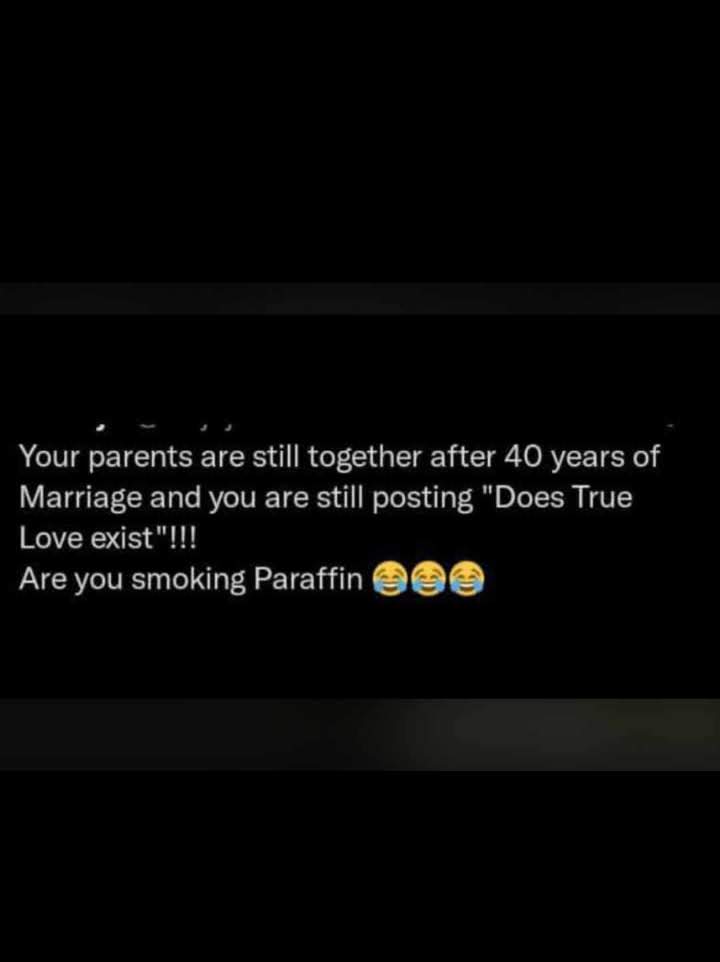 Your parents are still together after 40 years of
Marriage and you are still posting "Does True
Love exist"!!!
Are you smoking Paraffin 😂😂😂